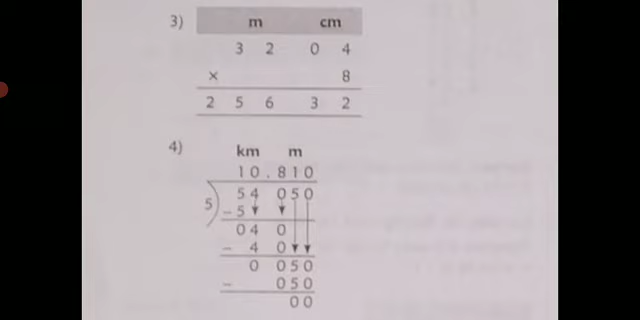 3) m cm
3 2 0 4
× 8
2 5 6 3 2
4) km m
10.810
5 54 050
- 5
04 0
- 4 0
0 050
- 050
00